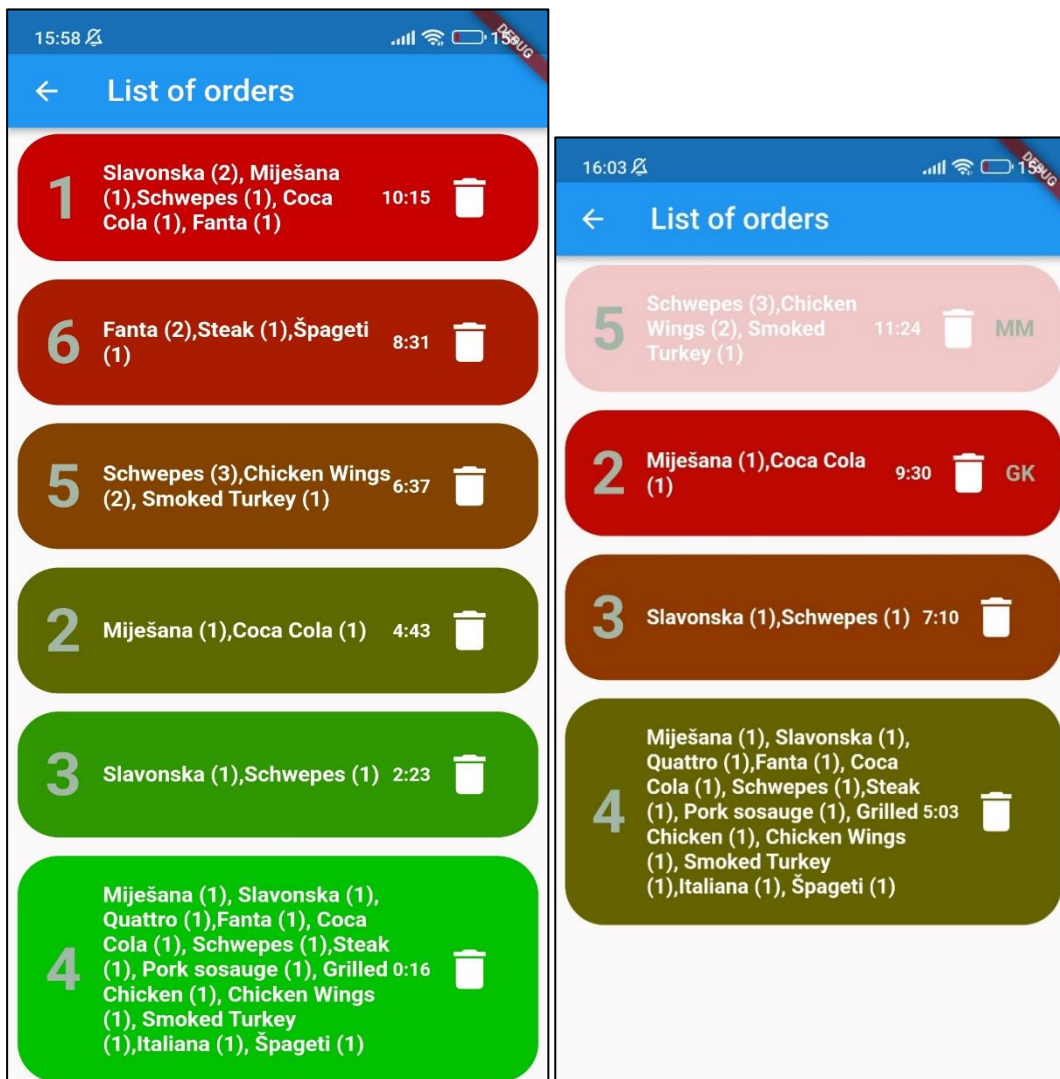 15:58
15
DEBUG
List of orders
1
Slavonska (2), Miješana
(1),Schwepes (1), Coca
Cola (1), Fanta (1)
10:15
6
Fanta (2),Steak (1),Špageti
(1)
8:31
5
Schwepes (3),Chicken Wings
(2), Smoked Turkey (1)
6:37
2
Miješana (1),Coca Cola (1)
4:43
3
Slavonska (1),Schwepes (1)
2:23
4
Miješana (1), Slavonska (1),
Quattro (1),Fanta (1), Coca
Cola (1), Schwepes (1),Steak
(1), Pork sosauge (1), Grilled
Chicken (1), Chicken Wings
(1), Smoked Turkey
(1),Italiana (1), Špageti (1)
0:16
16:03
15
DEBUG
List of orders
5
Schwepes (3),Chicken
Wings (2), Smoked
Turkey (1)
11:24
MM
2
Miješana (1),Coca Cola
(1)
9:30
GK
3
Slavonska (1),Schwepes (1)
7:10
4
Miješana (1), Slavonska (1),
Quattro (1),Fanta (1), Coca
Cola (1), Schwepes (1),Steak
(1), Pork sosauge (1), Grilled
Chicken (1), Chicken Wings
(1), Smoked Turkey
(1),Italiana (1), Špageti (1)
5:03